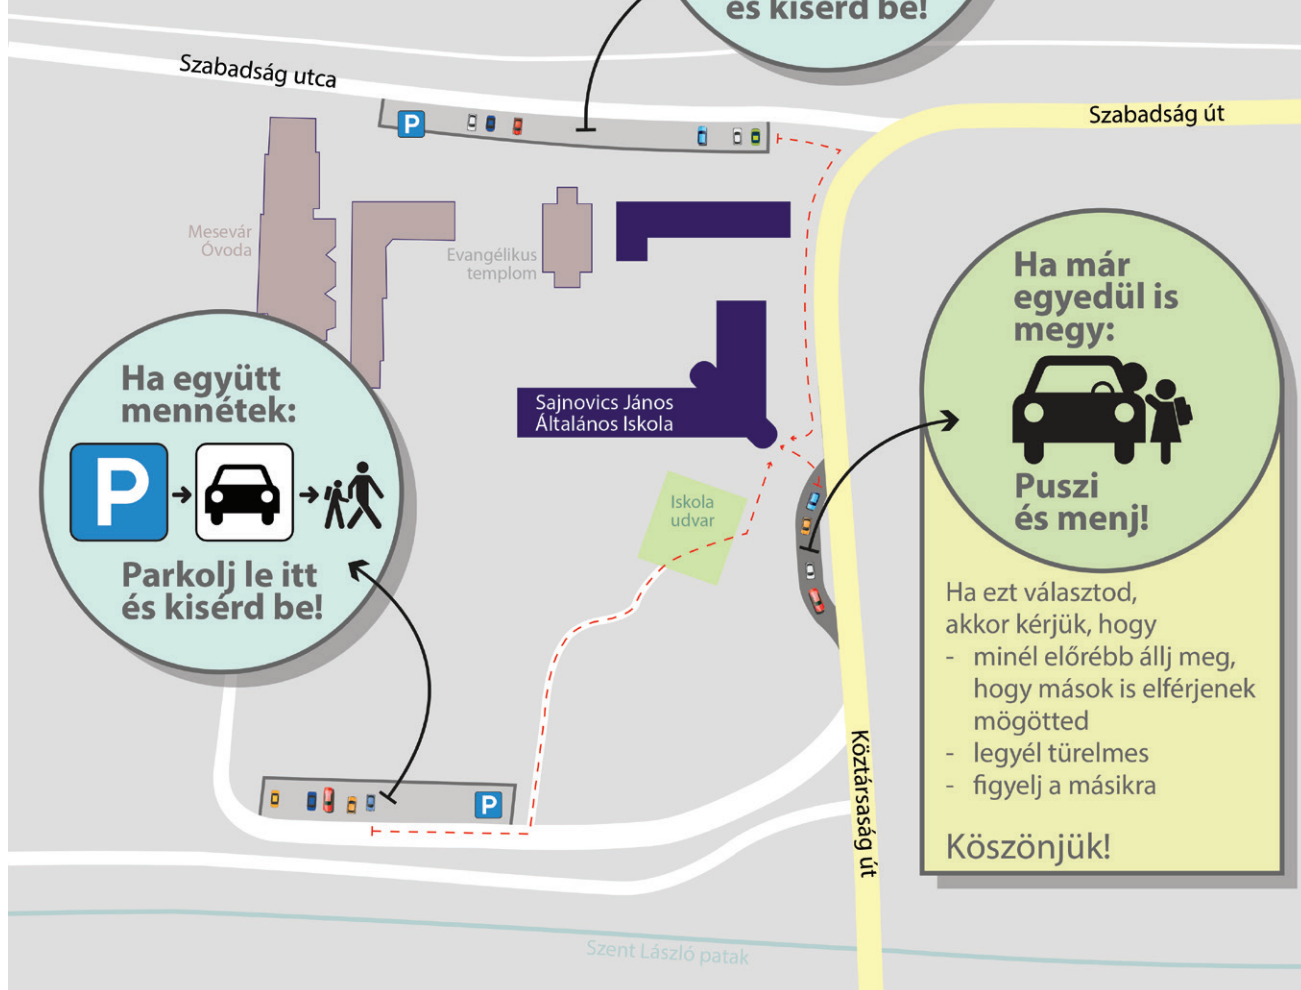 és kisérd be!
Szabadság utca
P
Szabadság út
Mesevár
Óvoda
Evangélikus
templom
Ha már
egyedül is
megy:
Puszi
és menj!
Ha együtt
mennétek:
P
Parkolj le itt
és kisérd be!
Sajnovics János
Általános Iskola
Iskola
udvar
Ha ezt választod,
akkor kérjük, hogy
- minél előrébb állj meg,
hogy mások is elférjenek
mögötted
- legyél türelmes
- figyelj a másikra
Köszönjük!
P
Köztársaság út
Szent László patak